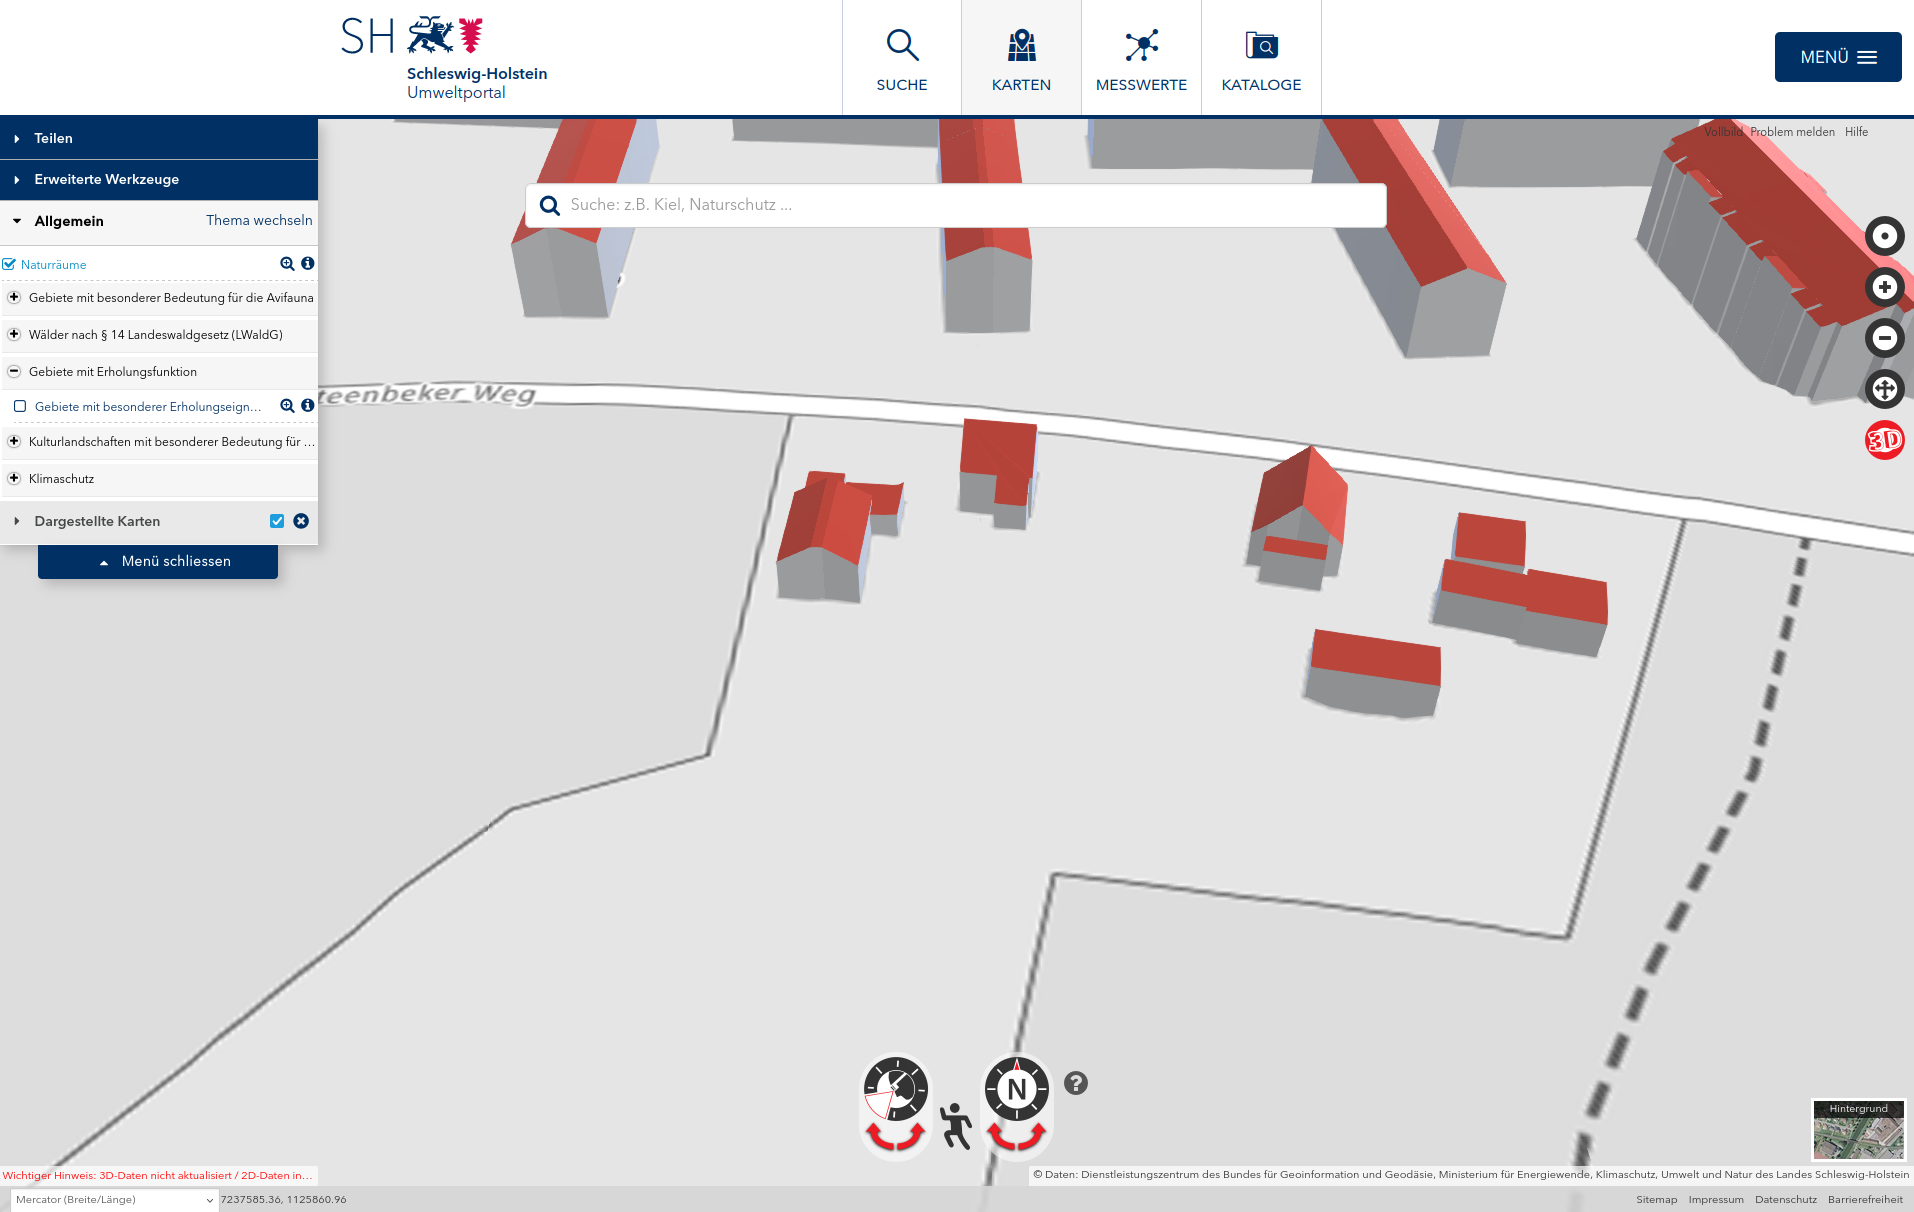 SH
Schleswig-Holstein
Umweltportal
SUCHE
KARTEN
MESSWERTE
KATALOGE
MENÜ
Teilen
Erweiterte Werkzeuge
Allgemein
Thema wechseln
Naturräume
Gebiete mit besonderer Bedeutung für die Avifauna
Wälder nach § 14 Landeswaldgesetz (LWaldG)
Gebiete mit Erholungsfunktion
Gebiete mit besonderer Erholungseign…
Kulturlandschaften mit besonderer Bedeutung für …
Klimaschutz
Dargestellte Karten
Menü schliessen
Vollbild Problem melden Hilfe
Suche: z.B. Kiel, Naturschutz ...
teenbeker Weg
3D
N
?
Hintergrund
Wichtiger Hinweis: 3D-Daten nicht aktualisiert / 2D-Daten in…
© Daten: Dienstleistungszentrum des Bundes für Geoinformation und Geodäsie, Ministerium für Energiewende, Klimaschutz, Umwelt und Natur des Landes Schleswig-Holstein
Mercator (Breite/Länge)
7237585.36, 1125860.96
Sitemap Impressum Datenschutz Barrierefreiheit